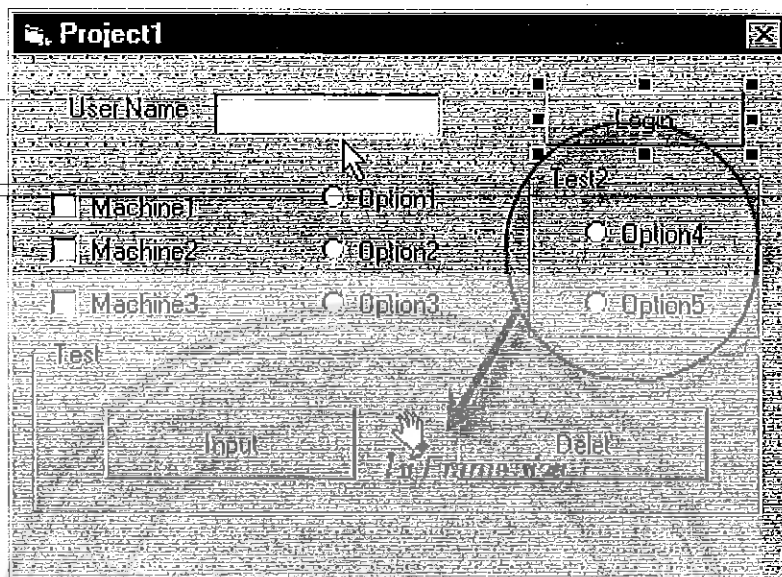 Project1
User Name
Login
Test2
Machine1
Option1
Option4
Machine2
Option2
Machine3
Option3
Option5
Test
Input
Delet